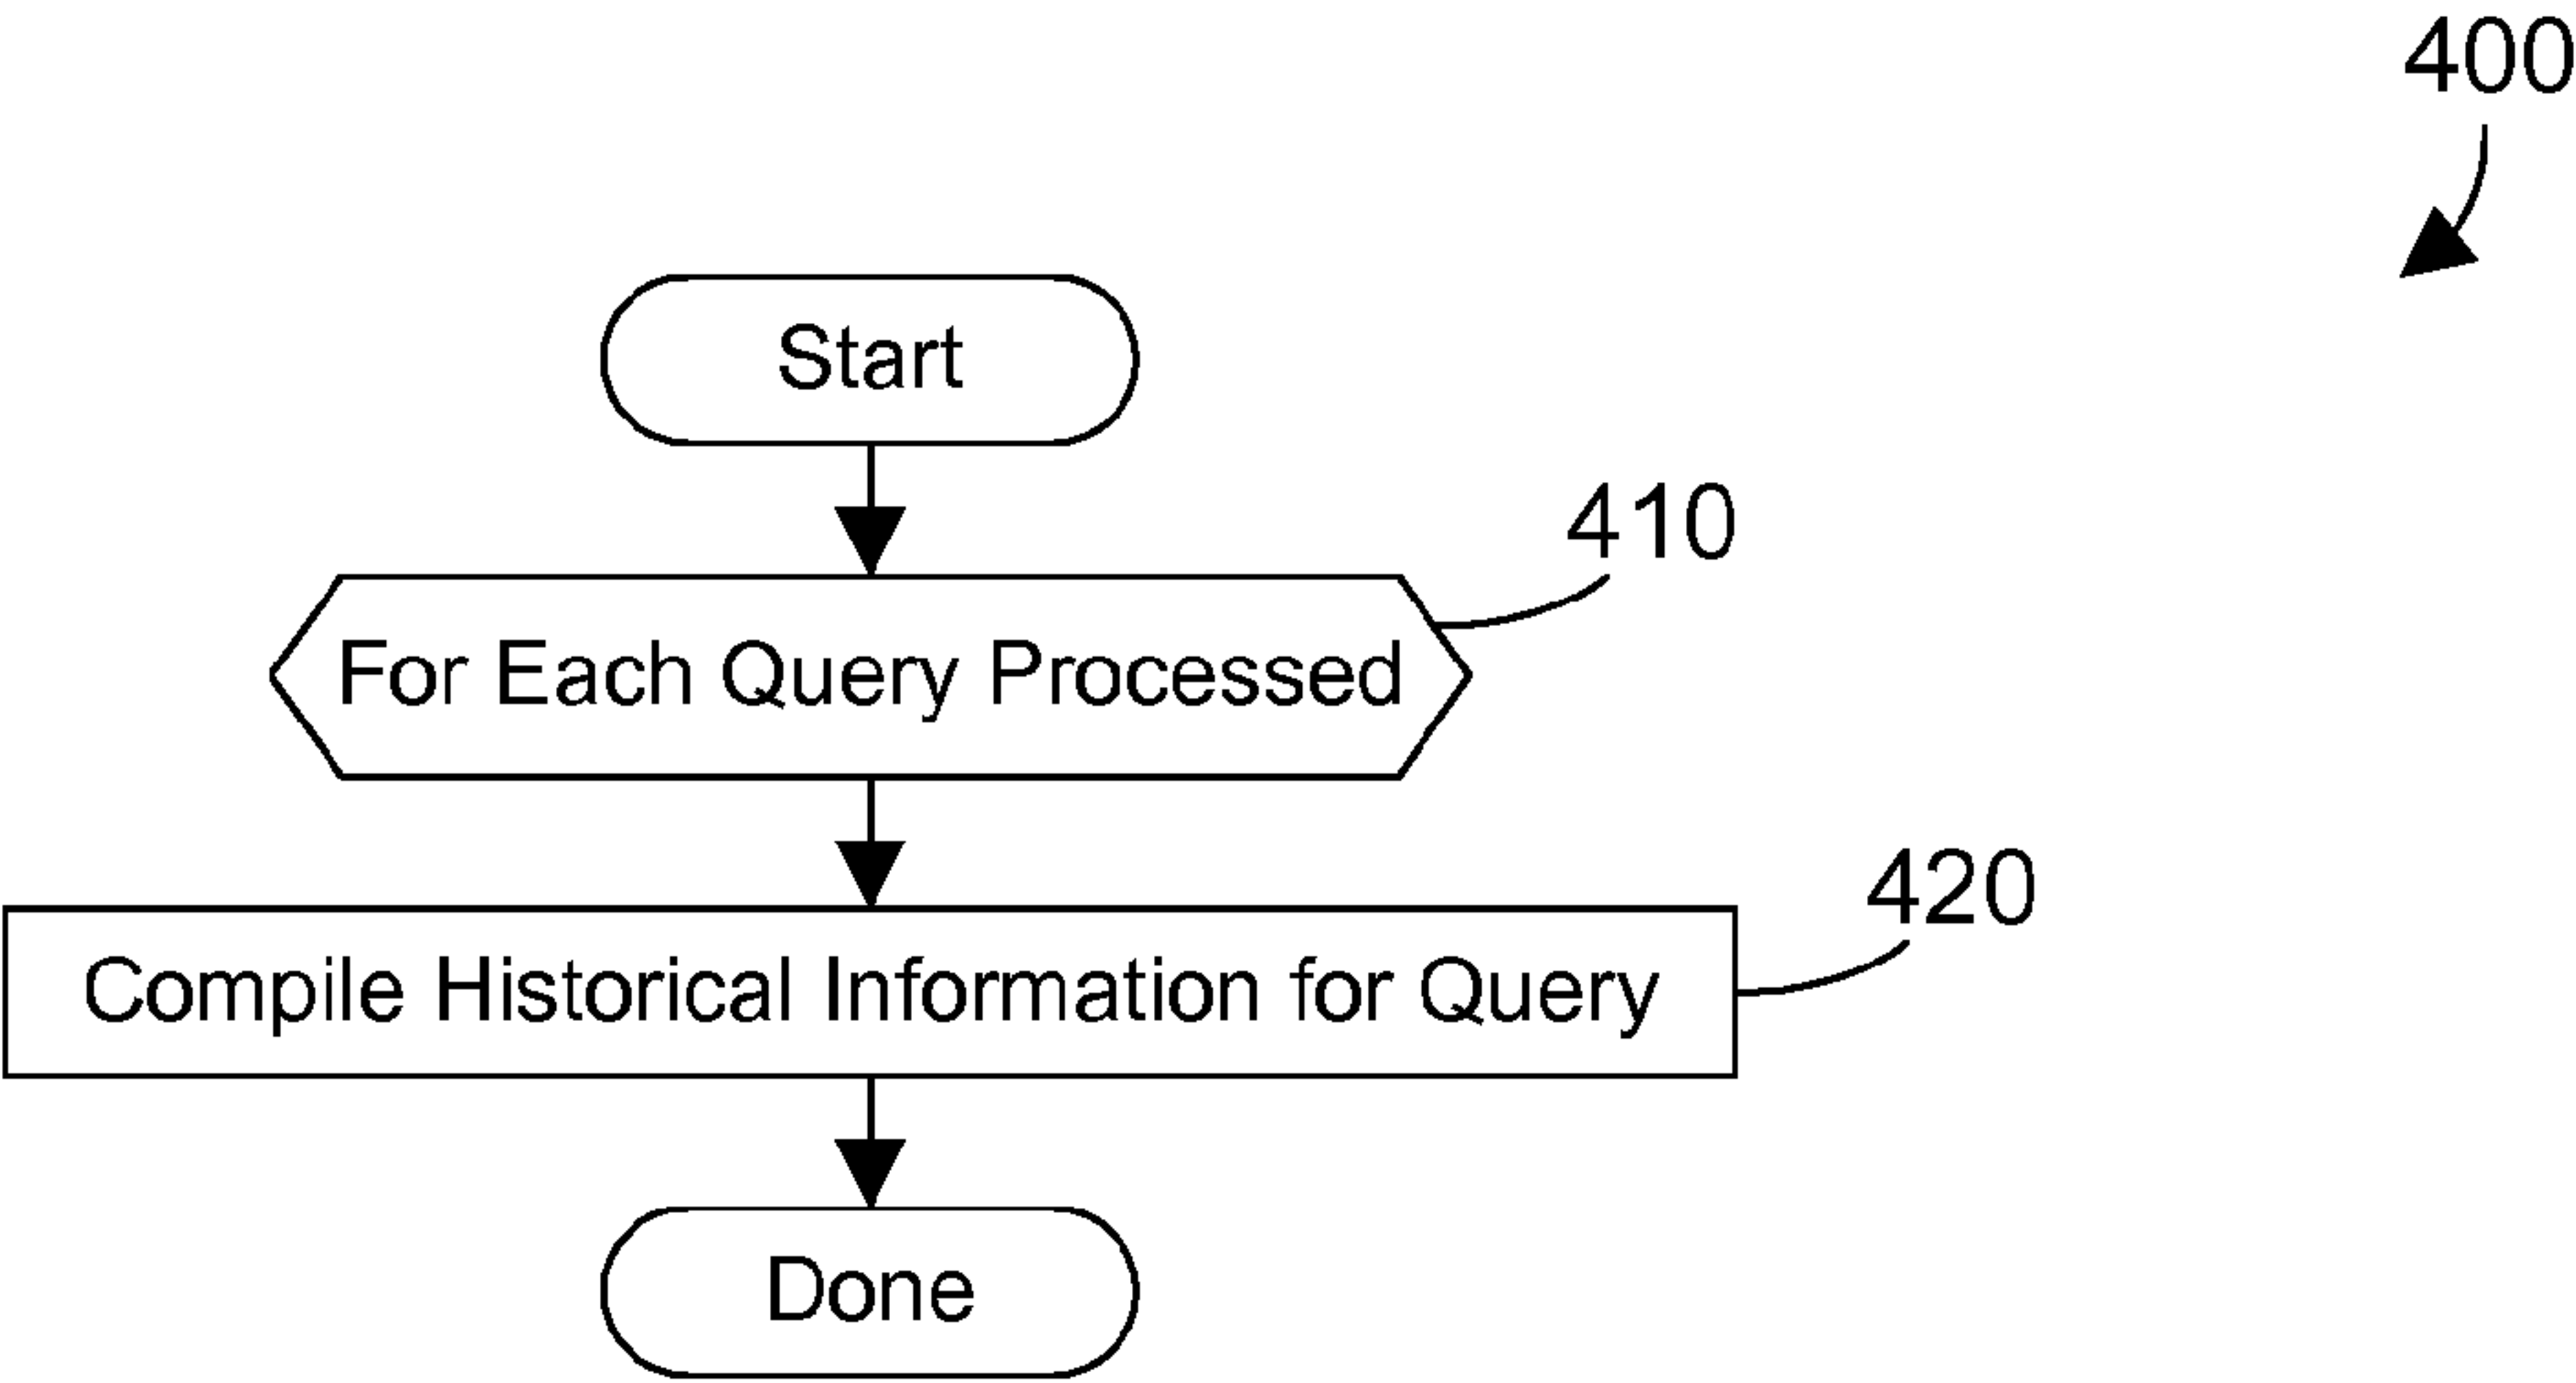 400
Start
410
For Each Query Processed
420
Compile Historical Information for Query
Done